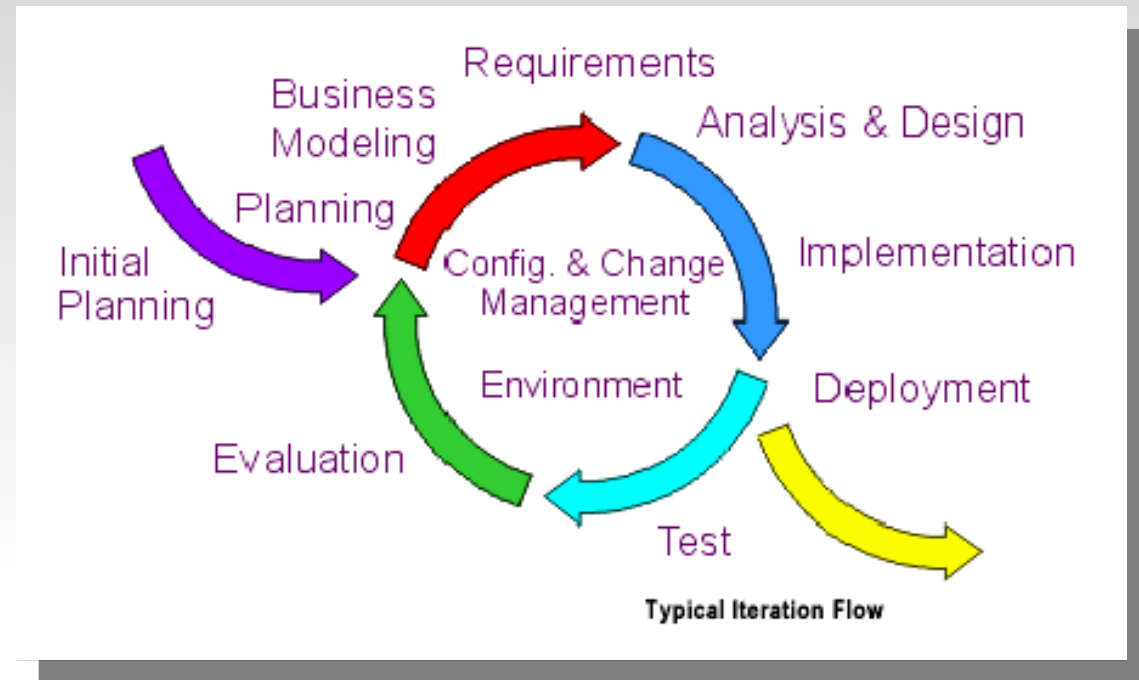 Requirements
Business
Modeling
Analysis & Design
Planning
Initial
Planning
Config. & Change
Management
Implementation
Environment
Deployment
Evaluation
Test
Typical Iteration Flow